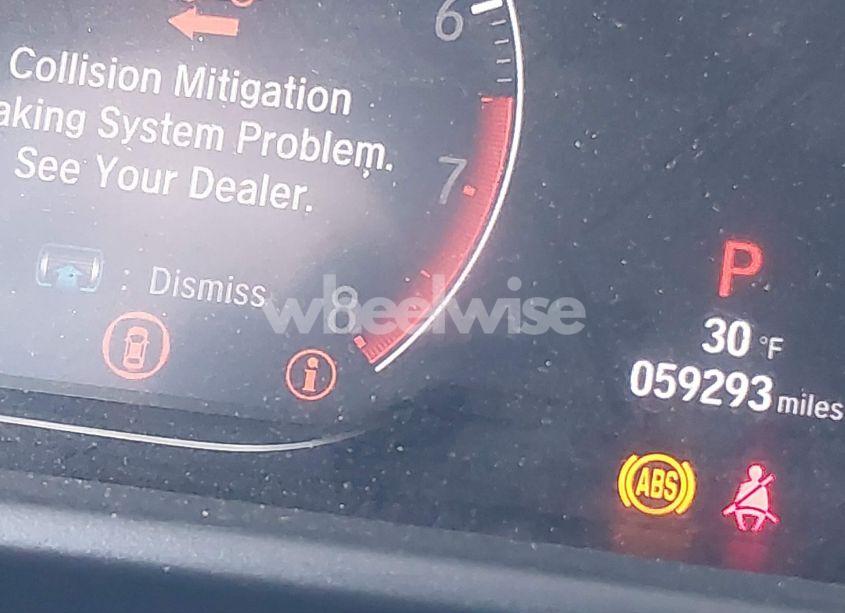 6
Collision Mitigation
aking System Problem.
See Your Dealer.
7
: Dismiss
8
wheelwise
P
30 °F
059293 miles
ABS